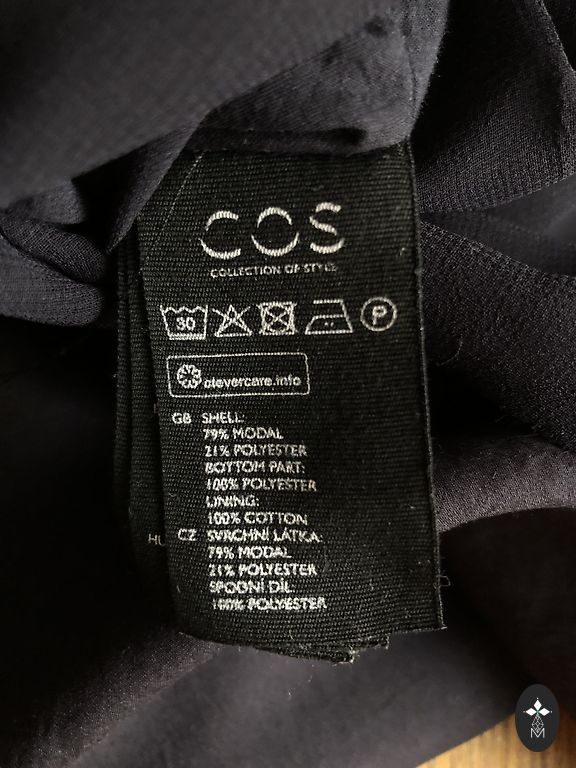 COS
COLLECTION OF STYLE
30
P
clevercare.info
GB SHELL:
79% MODAL
21% POLYESTER
BOTTOM PART:
100% POLYESTER
LINING:
100% COTTON
HU CZ SVRCHNÍ LÁTKA:
79% MODAL
21% POLYESTER
SPODNÍ DÍL:
100% POLYESTER
M